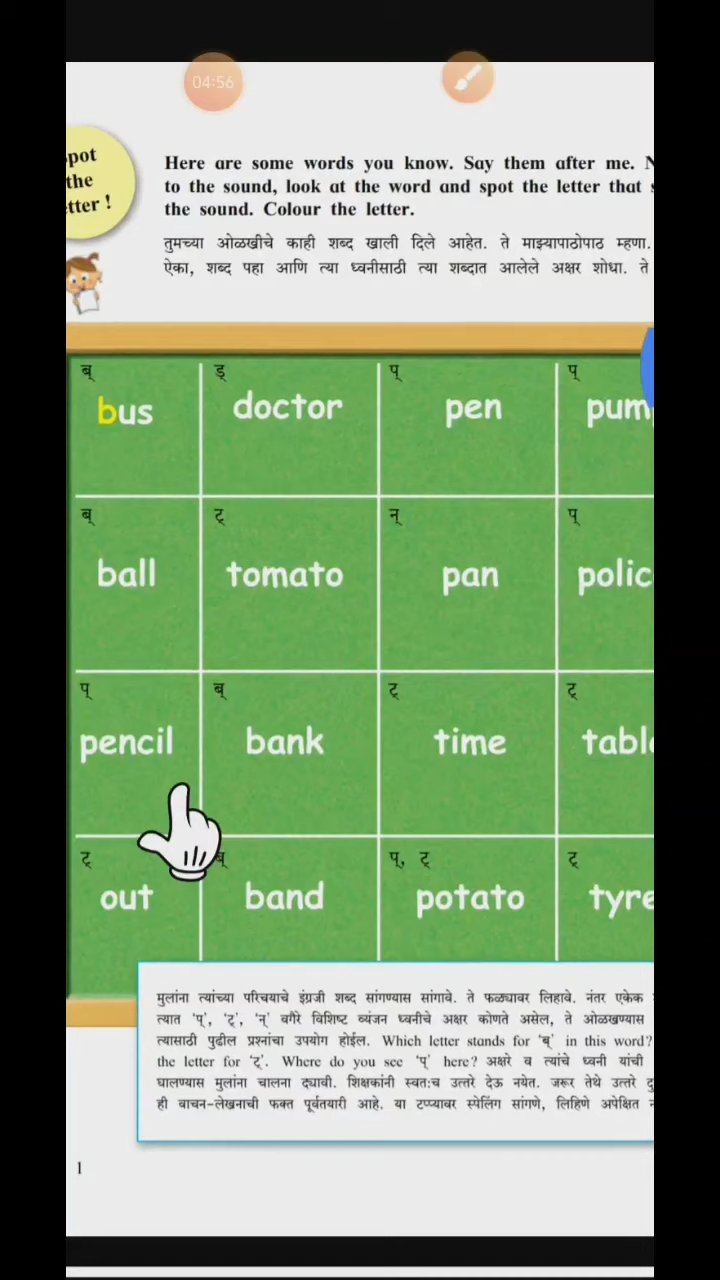 04:56
pot
the
tter !
Here are some words you know. Say them after me.
to the sound, look at the word and spot the letter that
the sound. Colour the letter.
तुमच्या ओळखीचे काही शब्द खाली दिले आहेत. ते माझ्यापाठोपाठ म्हणा.
ऐका, शब्द पहा आणि त्या ध्वनीसाठी त्या शब्दात आलेले अक्षर शोधा. ते
ब् ड् प् प्
bus doctor pen pum
ब् ट् न् प्
ball tomato pan polic
प् ब् ट् ट्
pencil bank time tabl
ट् ब् प्, ट् ट्
out band potato tyre
मुलांना त्यांच्या परिचयाचे इंग्रजी शब्द सांगण्यास सांगावे. ते फळ्यावर लिहावे. नंतर एकेक
त्यात ‘प्’, ‘ट्’, ‘न्’ वगैरे विशिष्ट व्यंजन ध्वनीचे अक्षर कोणते असेल, ते ओळखण्यास
त्यासाठी पुढील प्रश्नांचा उपयोग होईल. Which letter stands for ‘ब्’ in this word?
the letter for ‘ट्’. Where do you see ‘प्’ here? अक्षरे व त्यांचे ध्वनी यांची
घालण्यास मुलांना चालना द्यावी. शिक्षकांनी स्वतःच उत्तरे देऊ नयेत. जरूर तेथे उत्तरे
ही वाचन-लेखनाची फक्त पूर्वतयारी आहे. या टप्प्यावर स्पेलिंग सांगणे, लिहिणे अपेक्षित
1